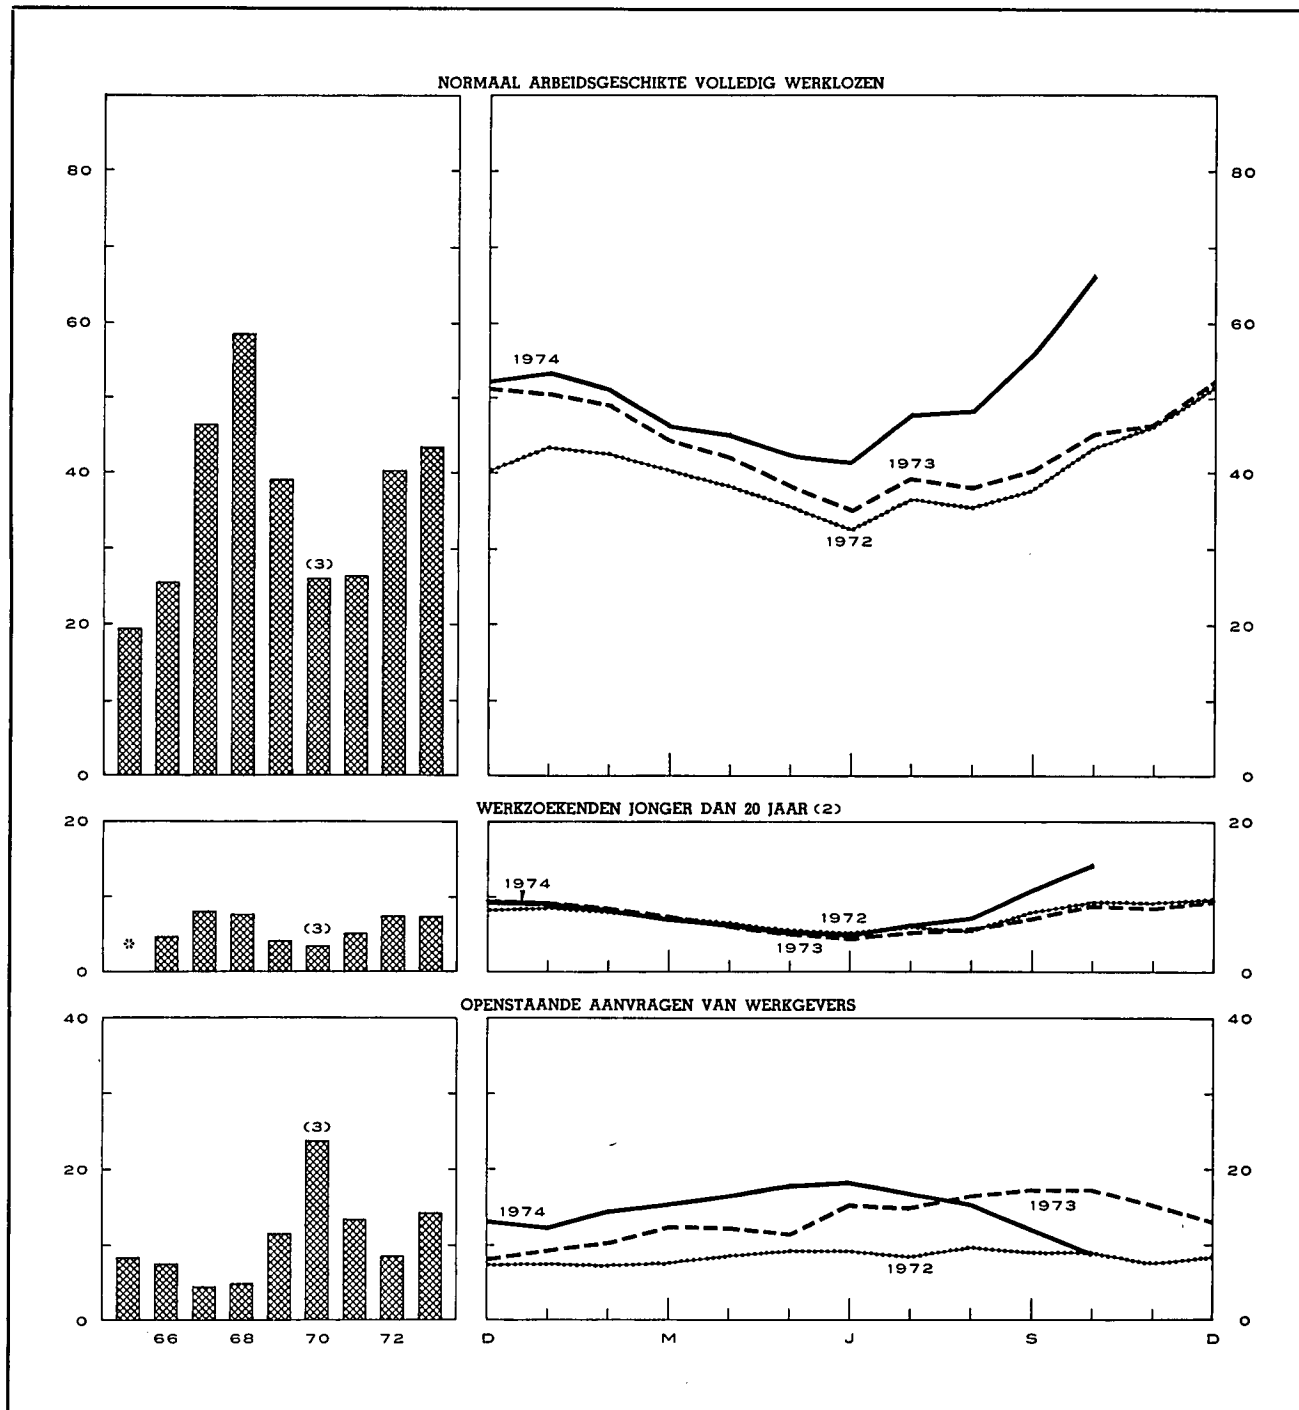 NORMAAL ARBEIDSGESCHIKTE VOLLEDIG WERKLOZEN
80 80
60 60
1974
40 1973 40
1972
(3)
20 20
0 0
WERKZOEKENDEN JONGER DAN 20 JAAR (2)
20 20
1974
* (3) 1972
1973
0 0
OPENSTAANDE AANVRAGEN VAN WERKGEVERS
40 40
(3)
20 20
1974 1973
1972
0 0
66 68 70 72 D M J S D